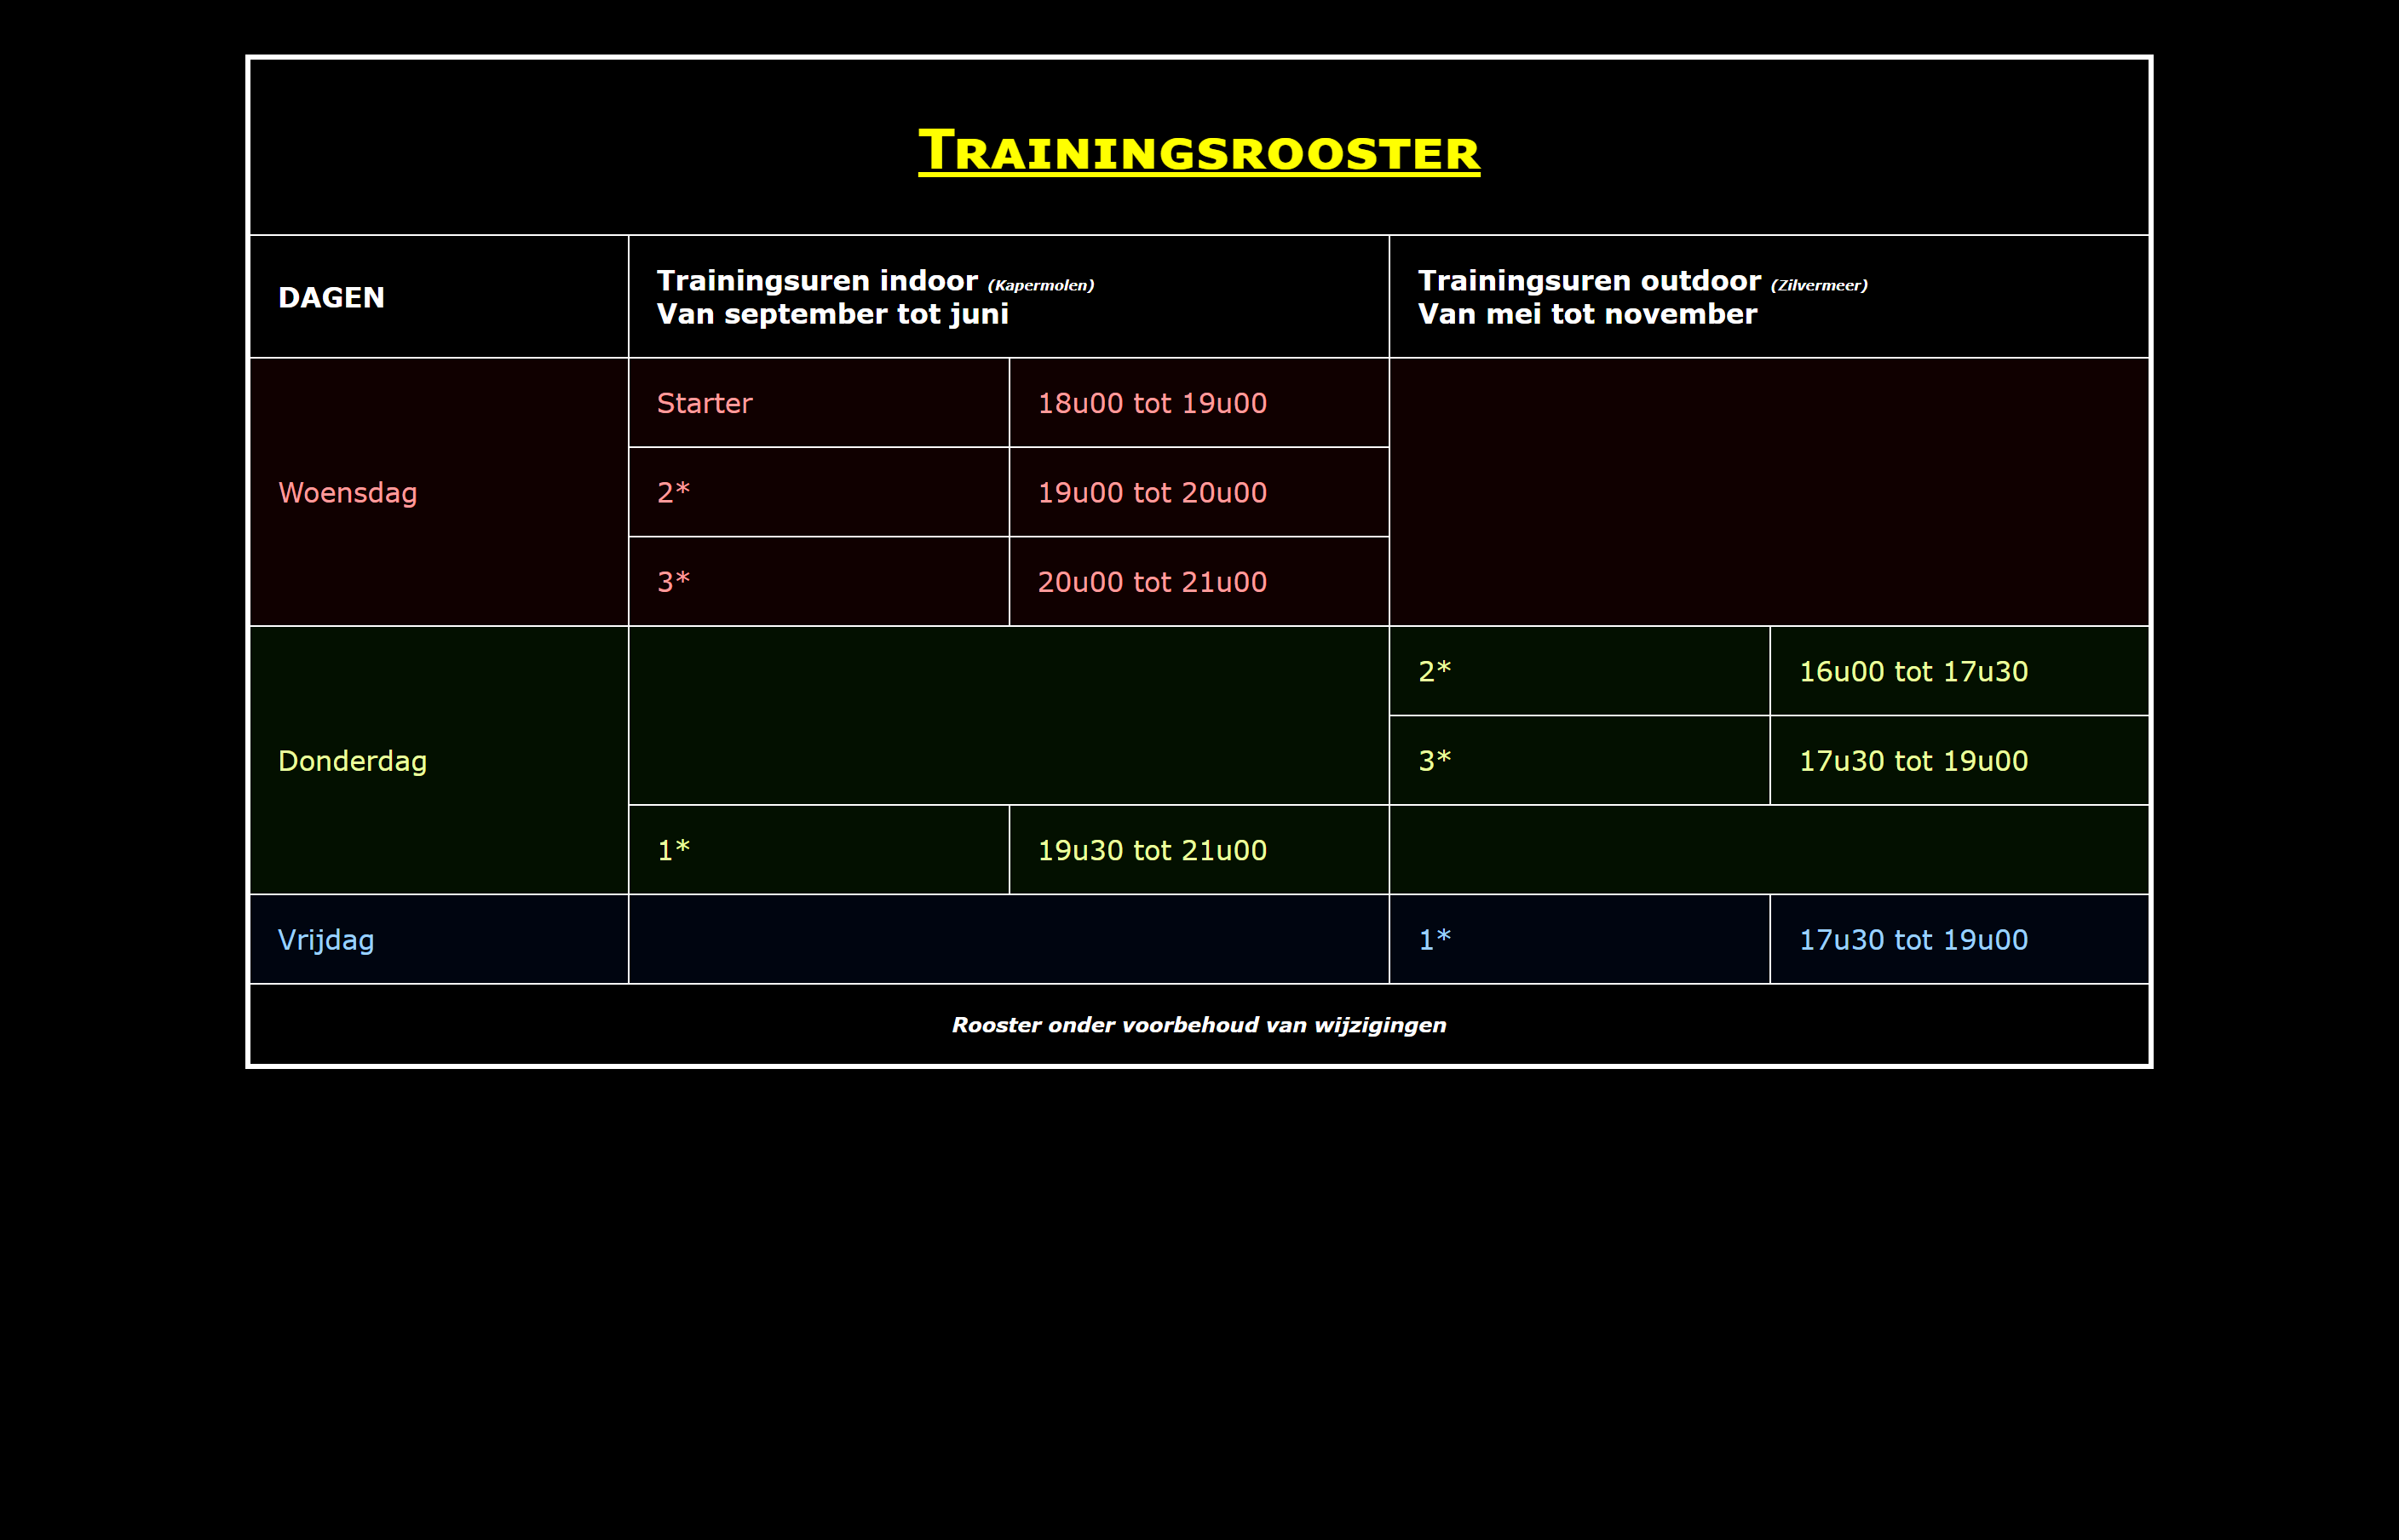 Trainingsrooster
DAGEN
Trainingsuren indoor (Kapermolen)
Van september tot juni
Trainingsuren outdoor (Zilvermeer)
Van mei tot november
Woensdag
Starter
18u00 tot 19u00
2*
19u00 tot 20u00
3*
20u00 tot 21u00
Donderdag
2*
16u00 tot 17u30
3*
17u30 tot 19u00
1*
19u30 tot 21u00
Vrijdag
1*
17u30 tot 19u00
Rooster onder voorbehoud van wijzigingen